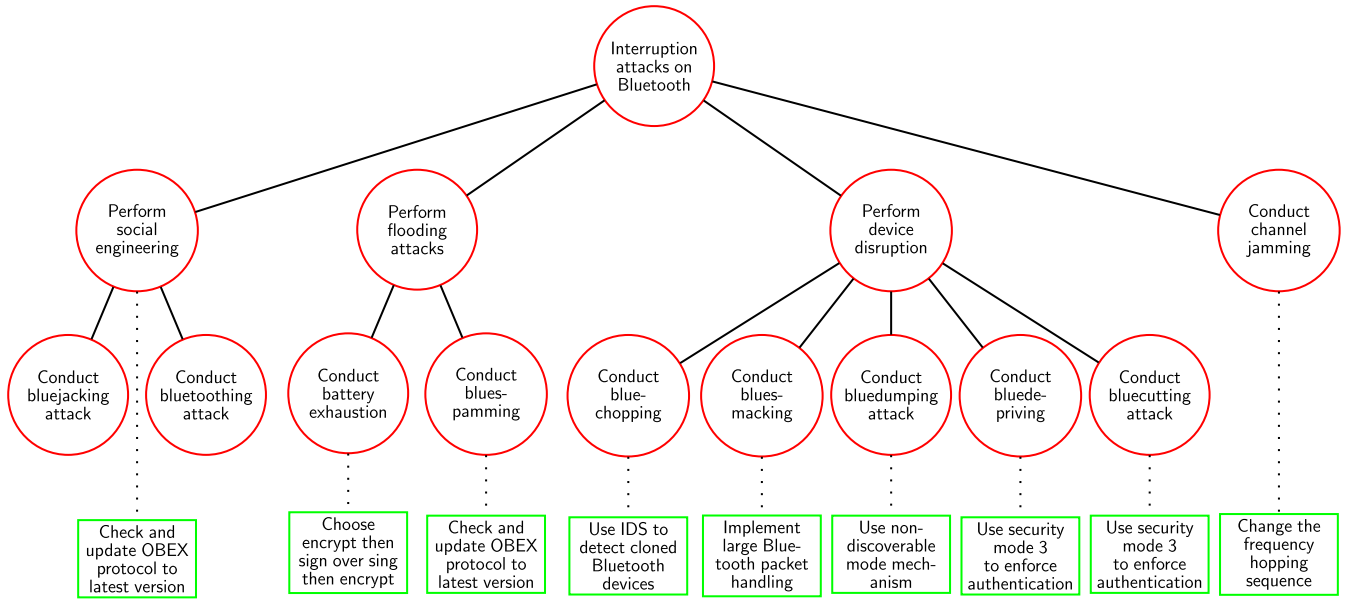 Interruption
attacks on
Bluetooth
Perform
social
engineering
Perform
flooding
attacks
Perform
device
disruption
Conduct
channel
jamming
Conduct
bluejacking
attack
Conduct
bluetoothing
attack
Conduct
battery
exhaustion
Conduct
blues-
pamming
Conduct
blue-
chopping
Conduct
blues-
macking
Conduct
bluedumping
attack
Conduct
bluede-
priving
Conduct
bluecutting
attack
Check and
update OBEX
protocol to
latest version
Choose
encrypt then
sign over sing
then encrypt
Check and
update OBEX
protocol to
latest version
Use IDS to
detect cloned
Bluetooth
devices
Implement
large Blue-
tooth packet
handling
Use non-
discoverable
mode mech-
anism
Use security
mode 3
to enforce
authentication
Use security
mode 3
to enforce
authentication
Change the
frequency
hopping
sequence